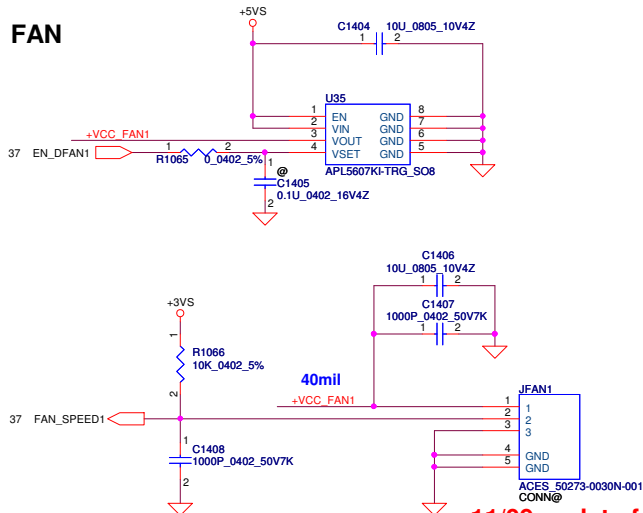 FAN
+5VS
C1404 10U_0805_10V4Z
1 2
U35
1 EN GND 8
2 VIN GND 7
+VCC_FAN1 3 VOUT GND 6
37 EN_DFAN1 1 2 4 VSET GND 5
R1065 0_0402_5% APL5607KI-TRG_SO8
1 @
C1405
0.1U_0402_16V4Z
2
C1406
10U_0805_10V4Z
1 2
+3VS
C1407
1000P_0402_50V7K
1 2
1
R1066
10K_0402_5%
2
40mil
JFAN1
+VCC_FAN1 1 1
37 FAN_SPEED1 2 2
3 3
1
C1408
1000P_0402_50V7K
2
4 GND
5 GND
ACES_50273-0030N-001
CONN@